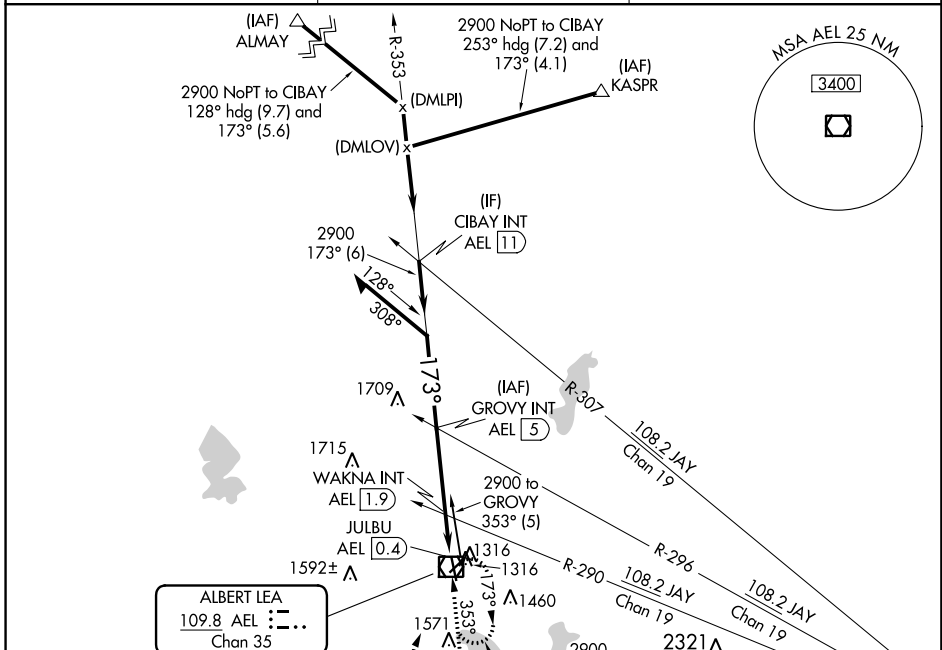 (IAF)
ALMAY
R-353
2900 NoPT to CIBAY
253° hdg (7.2) and
173° (4.1)
(IAF)
KASPR
MSA AEL 25 NM
3400
2900 NoPT to CIBAY
128° hdg (9.7) and
173° (5.6)
(DMLPI)
(DMLOV)
(IF)
CIBAY INT
AEL 11
2900
173° (6)
128°
308°
173°
(IAF)
GROVY INT
AEL 5
R-307
108.2 JAY
Chan 19
1709
1715
WAKNA INT
AEL 1.9
2900 to
GROVY
353° (5)
JULBU
AEL 0.4
1316
1316
R-296
108.2 JAY
Chan 19
R-290
108.2 JAY
Chan 19
1592±
173°
1460
353°
ALBERT LEA
109.8 AEL
Chan 35
1571
2900
2321